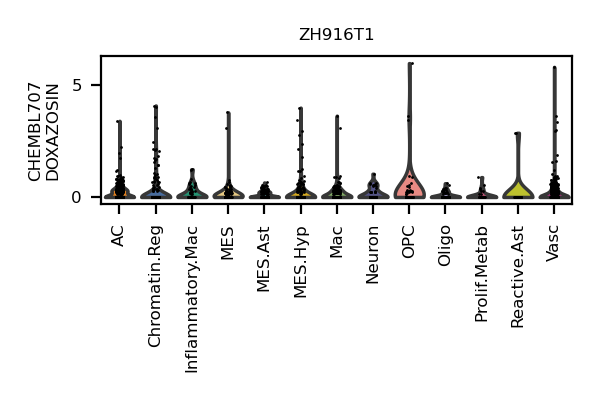 ZH916T1
CHEMBL707
DOXAZOSIN
5
0
AC
Chromatin.Reg
Inflammatory.Mac
MES
MES.Ast
MES.Hyp
Mac
Neuron
OPC
Oligo
Prolif.Metab
Reactive.Ast
Vasc